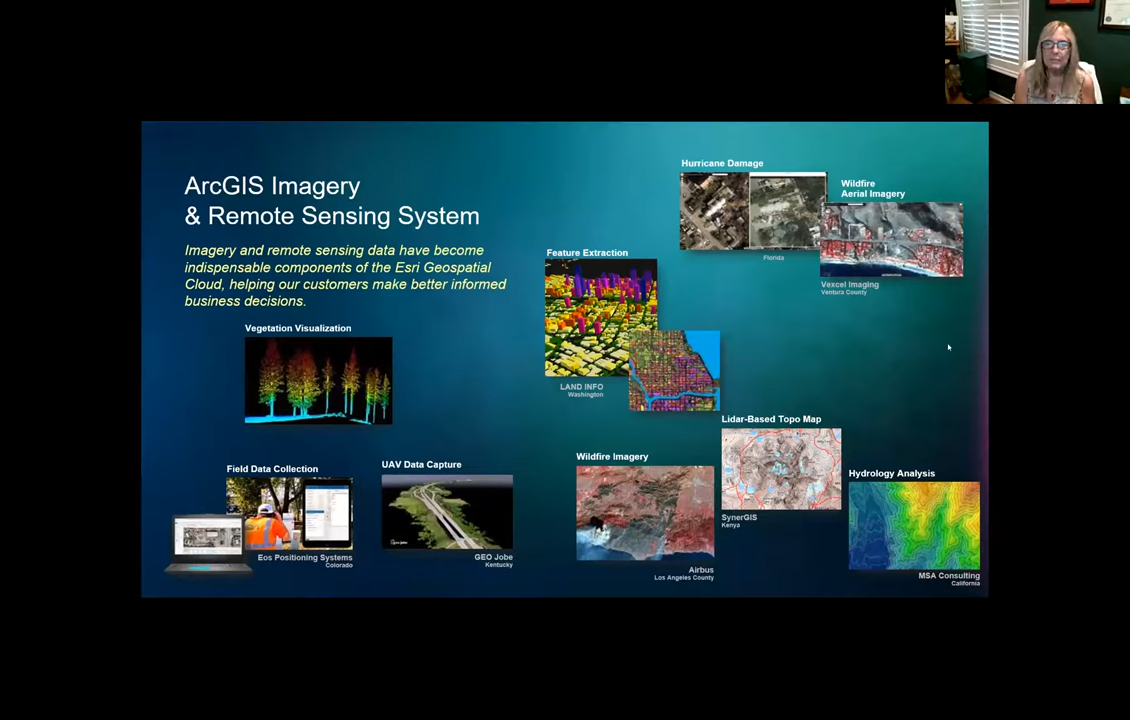 ArcGIS Imagery
& Remote Sensing System
Imagery and remote sensing data have become
indispensable components of the Esri Geospatial
Cloud, helping our customers make better informed
business decisions.
Hurricane Damage
Florida
Wildfire
Aerial Imagery
Vexcel Imaging
Ventura County
Feature Extraction
LAND INFO
Washington
Vegetation Visualization
Lidar-Based Topo Map
SynerGIS
Kenya
Field Data Collection
Eos Positioning Systems
Colorado
UAV Data Capture
GEO Jobe
Kentucky
Wildfire Imagery
Airbus
Los Angeles County
Hydrology Analysis
MSA Consulting
California